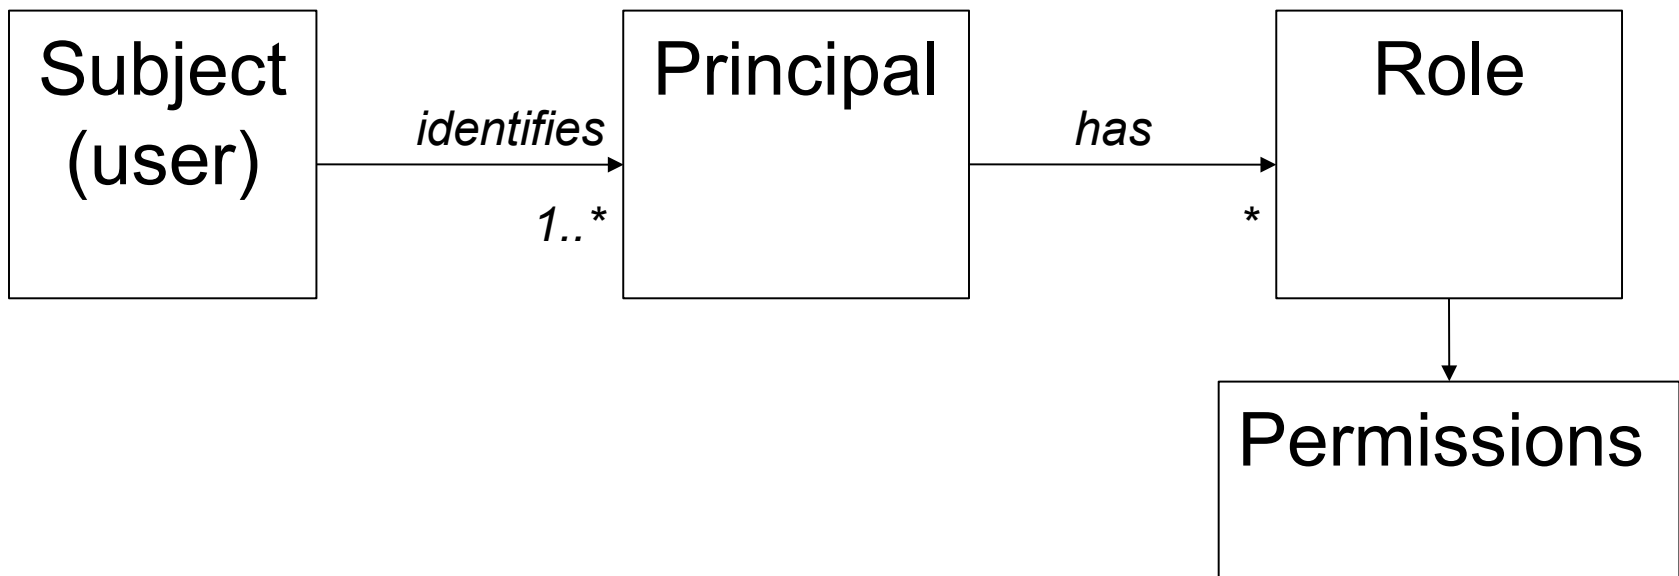 Subject
(user)
identifies
1..*
Principal
has
*
Role
Permissions